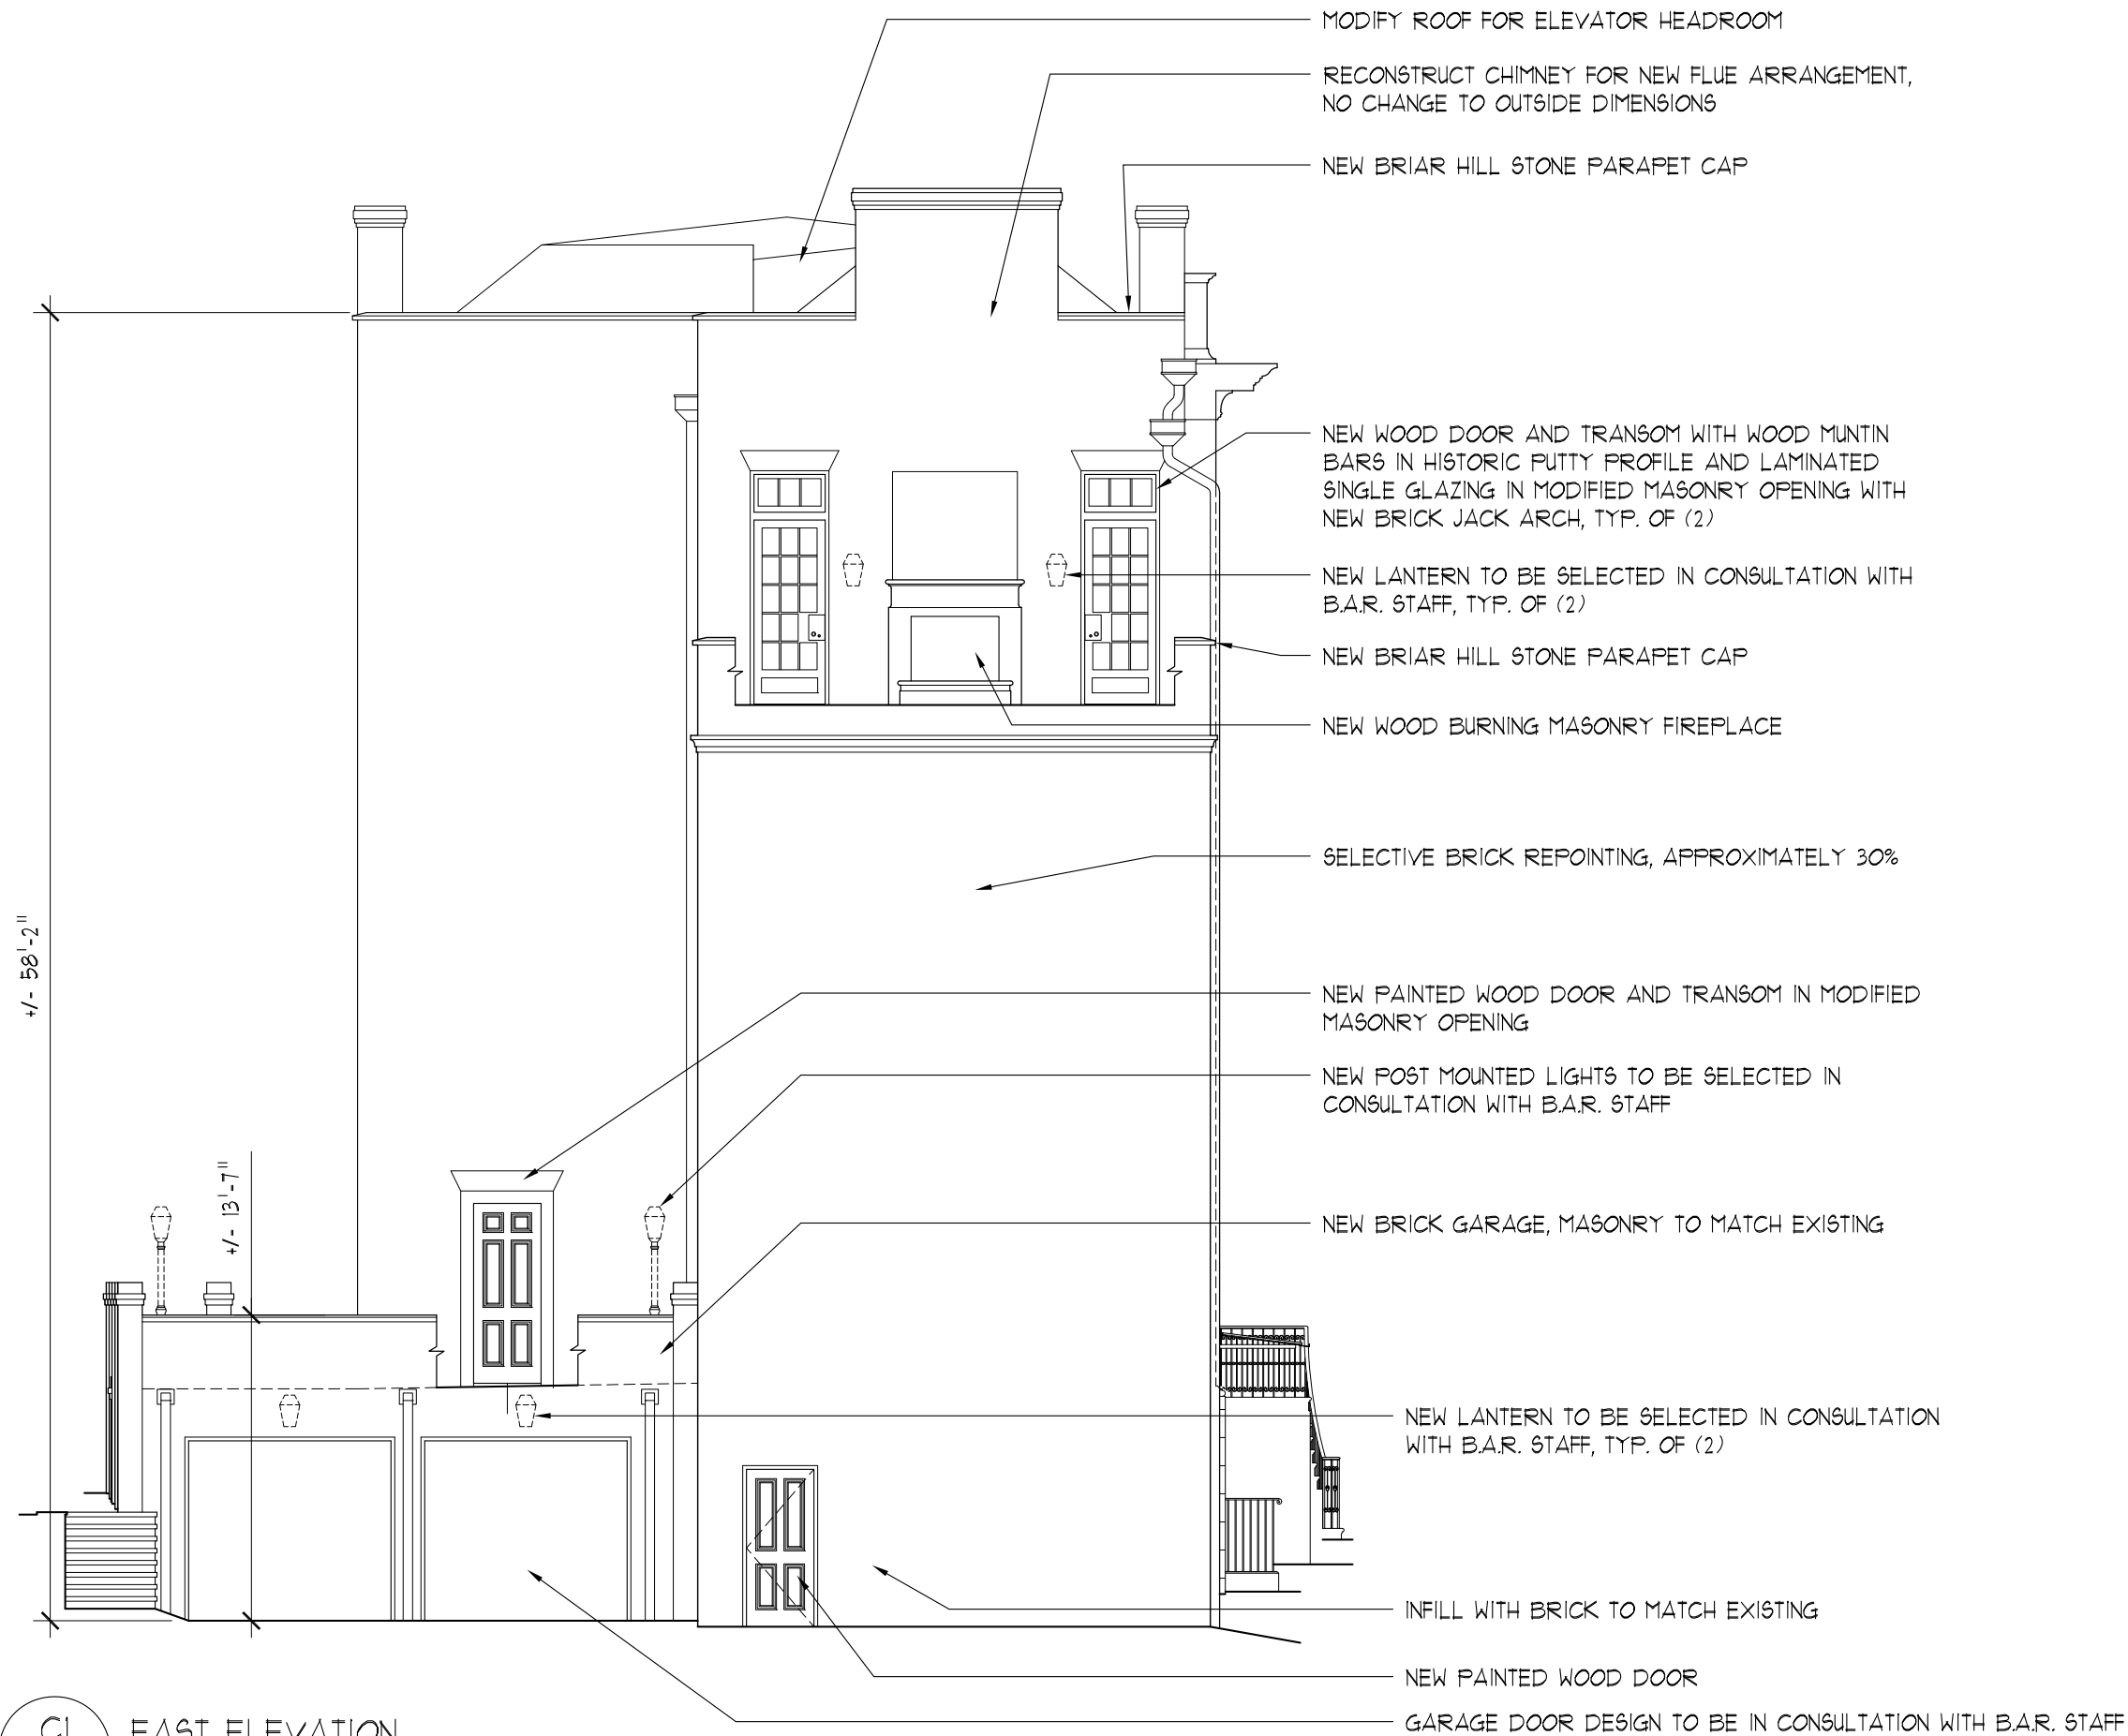 MODIFY ROOF FOR ELEVATOR HEADROOM
RECONSTRUCT CHIMNEY FOR NEW FLUE ARRANGEMENT,
NO CHANGE TO OUTSIDE DIMENSIONS
NEW BRIAR HILL STONE PARAPET CAP
NEW WOOD DOOR AND TRANSOM WITH WOOD MUNTIN
BARS IN HISTORIC PUTTY PROFILE AND LAMINATED
SINGLE GLAZING IN MODIFIED MASONRY OPENING WITH
NEW BRICK JACK ARCH, TYP. OF (2)
NEW LANTERN TO BE SELECTED IN CONSULTATION WITH
B.A.R. STAFF, TYP. OF (2)
NEW BRIAR HILL STONE PARAPET CAP
NEW WOOD BURNING MASONRY FIREPLACE
SELECTIVE BRICK REPOINTING, APPROXIMATELY 30%
+/- 58'-2"
NEW PAINTED WOOD DOOR AND TRANSOM IN MODIFIED
MASONRY OPENING
NEW POST MOUNTED LIGHTS TO BE SELECTED IN
CONSULTATION WITH B.A.R. STAFF
+/- 13'-7"
NEW BRICK GARAGE, MASONRY TO MATCH EXISTING
NEW LANTERN TO BE SELECTED IN CONSULTATION
WITH B.A.R. STAFF, TYP. OF (2)
INFILL WITH BRICK TO MATCH EXISTING
NEW PAINTED WOOD DOOR
GARAGE DOOR DESIGN TO BE IN CONSULTATION WITH B.A.R. STAFF
C1
EAST ELEVATION